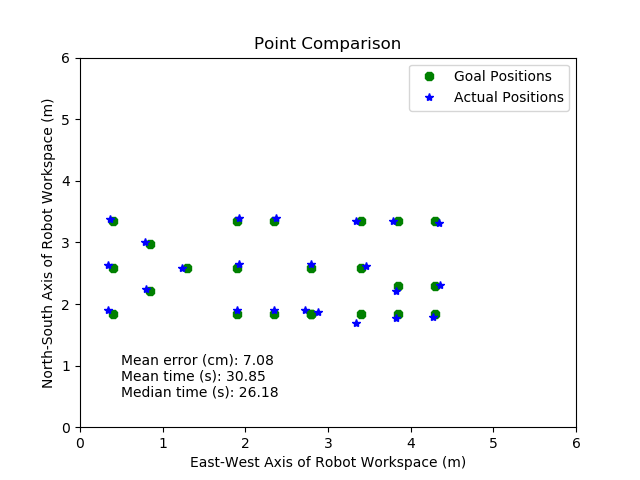 Point Comparison
Goal Positions
Actual Positions
North-South Axis of Robot Workspace (m)
6
5
4
3
2
1
0
Mean error (cm): 7.08
Mean time (s): 30.85
Median time (s): 26.18
0 1 2 3 4 5 6
East-West Axis of Robot Workspace (m)